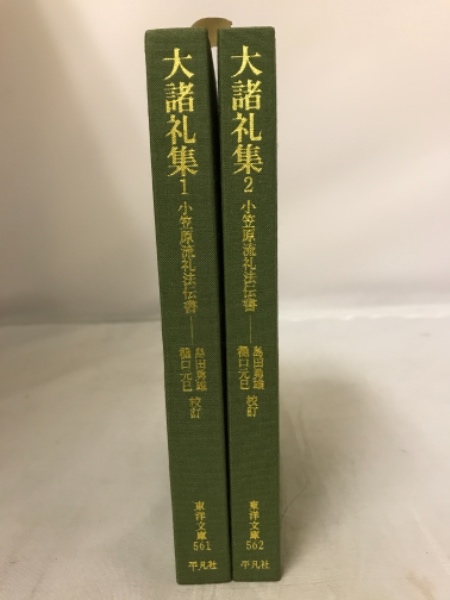 大諸礼集1 小笠原流礼法伝書
島田勇雄
樋口元巳 校訂
東洋文庫
561
平凡社
大諸礼集2 小笠原流礼法伝書
島田勇雄
樋口元巳 校訂
東洋文庫
562
平凡社